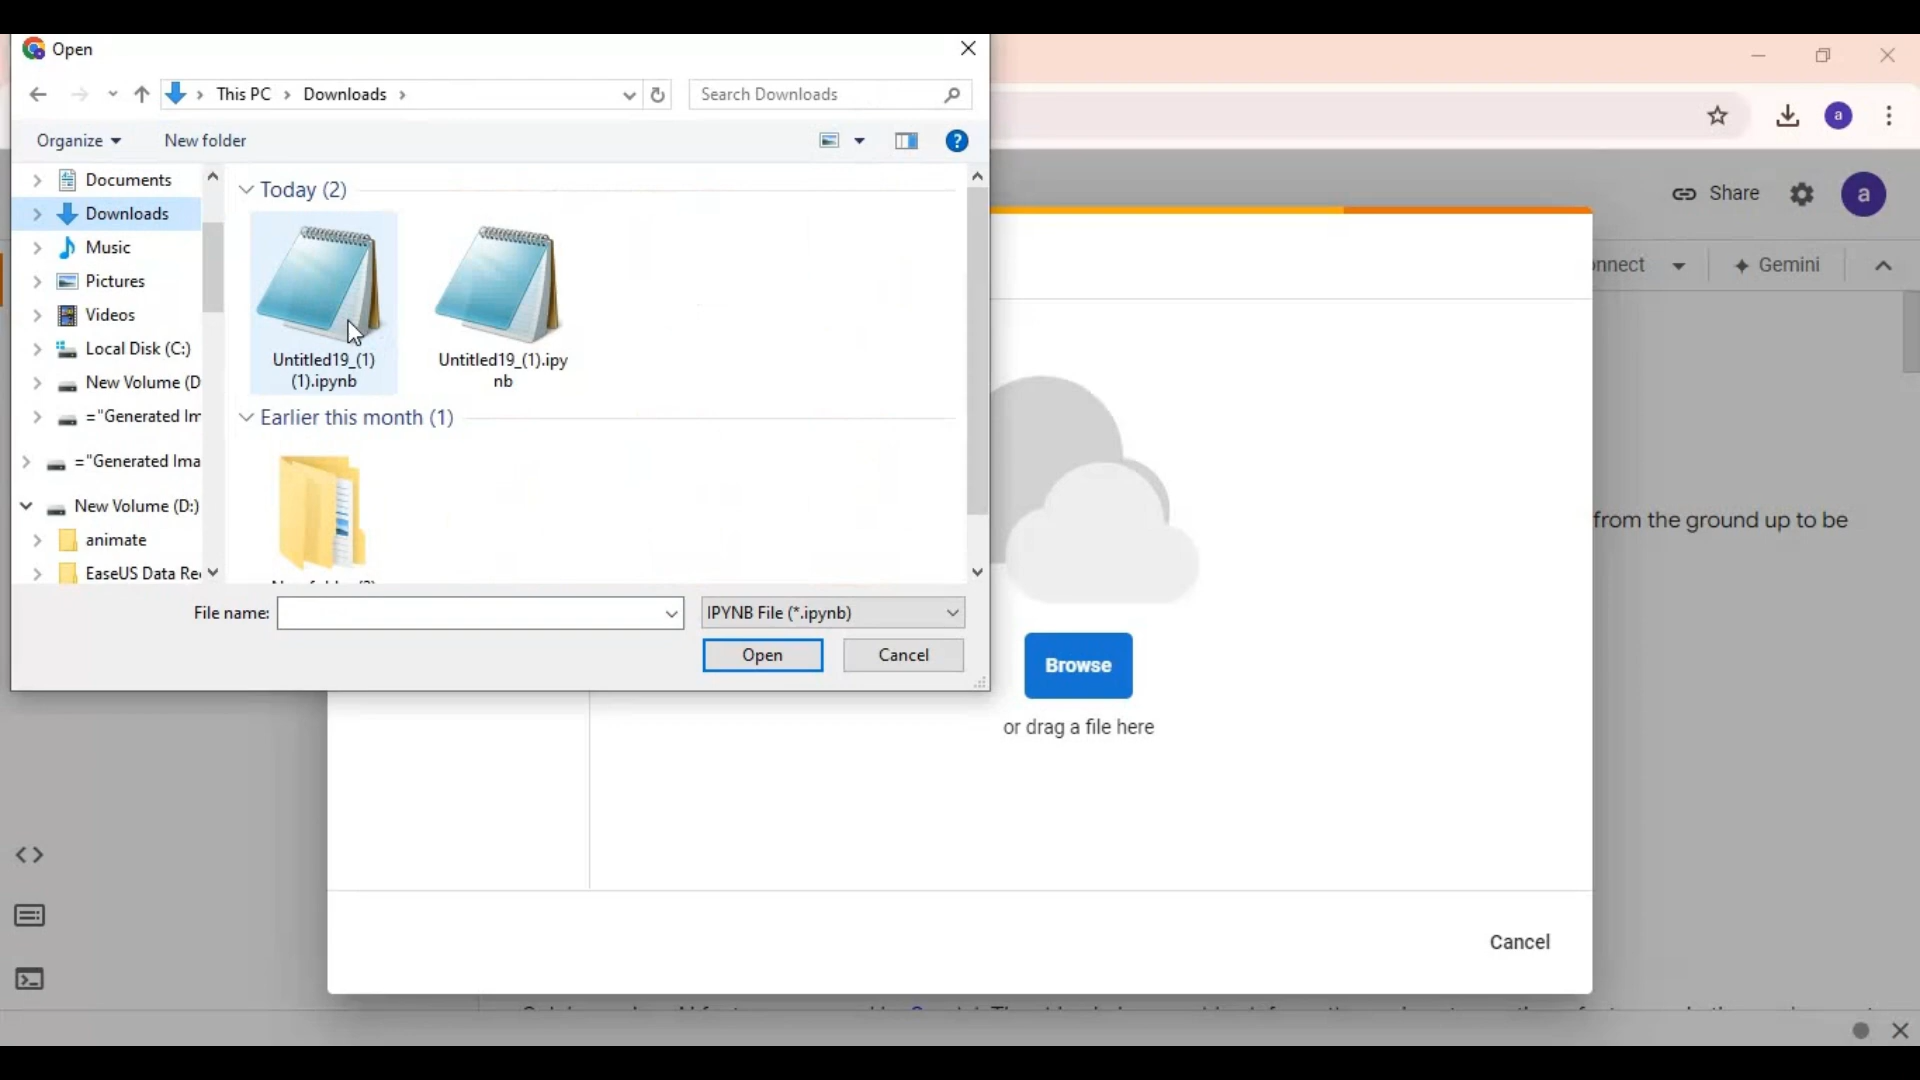 Open
This PC
Downloads
Search Downloads
Organize
New folder
Documents
Downloads
Music
Pictures
Videos
Local Disk (C:)
New Volume (D
="Generated Im
="Generated Ima
New Volume (D:)
animate
EaseUS Data Re
Today (2)
Untitled19_(1)
(1).ipynb
Untitled19_(1).ipy
nb
Earlier this month (1)
File name:
IPYNB File (*.ipynb)
Open
Cancel
a
Share
a
nnect
Gemini
from the ground up to be
Browse
or drag a file here
Cancel